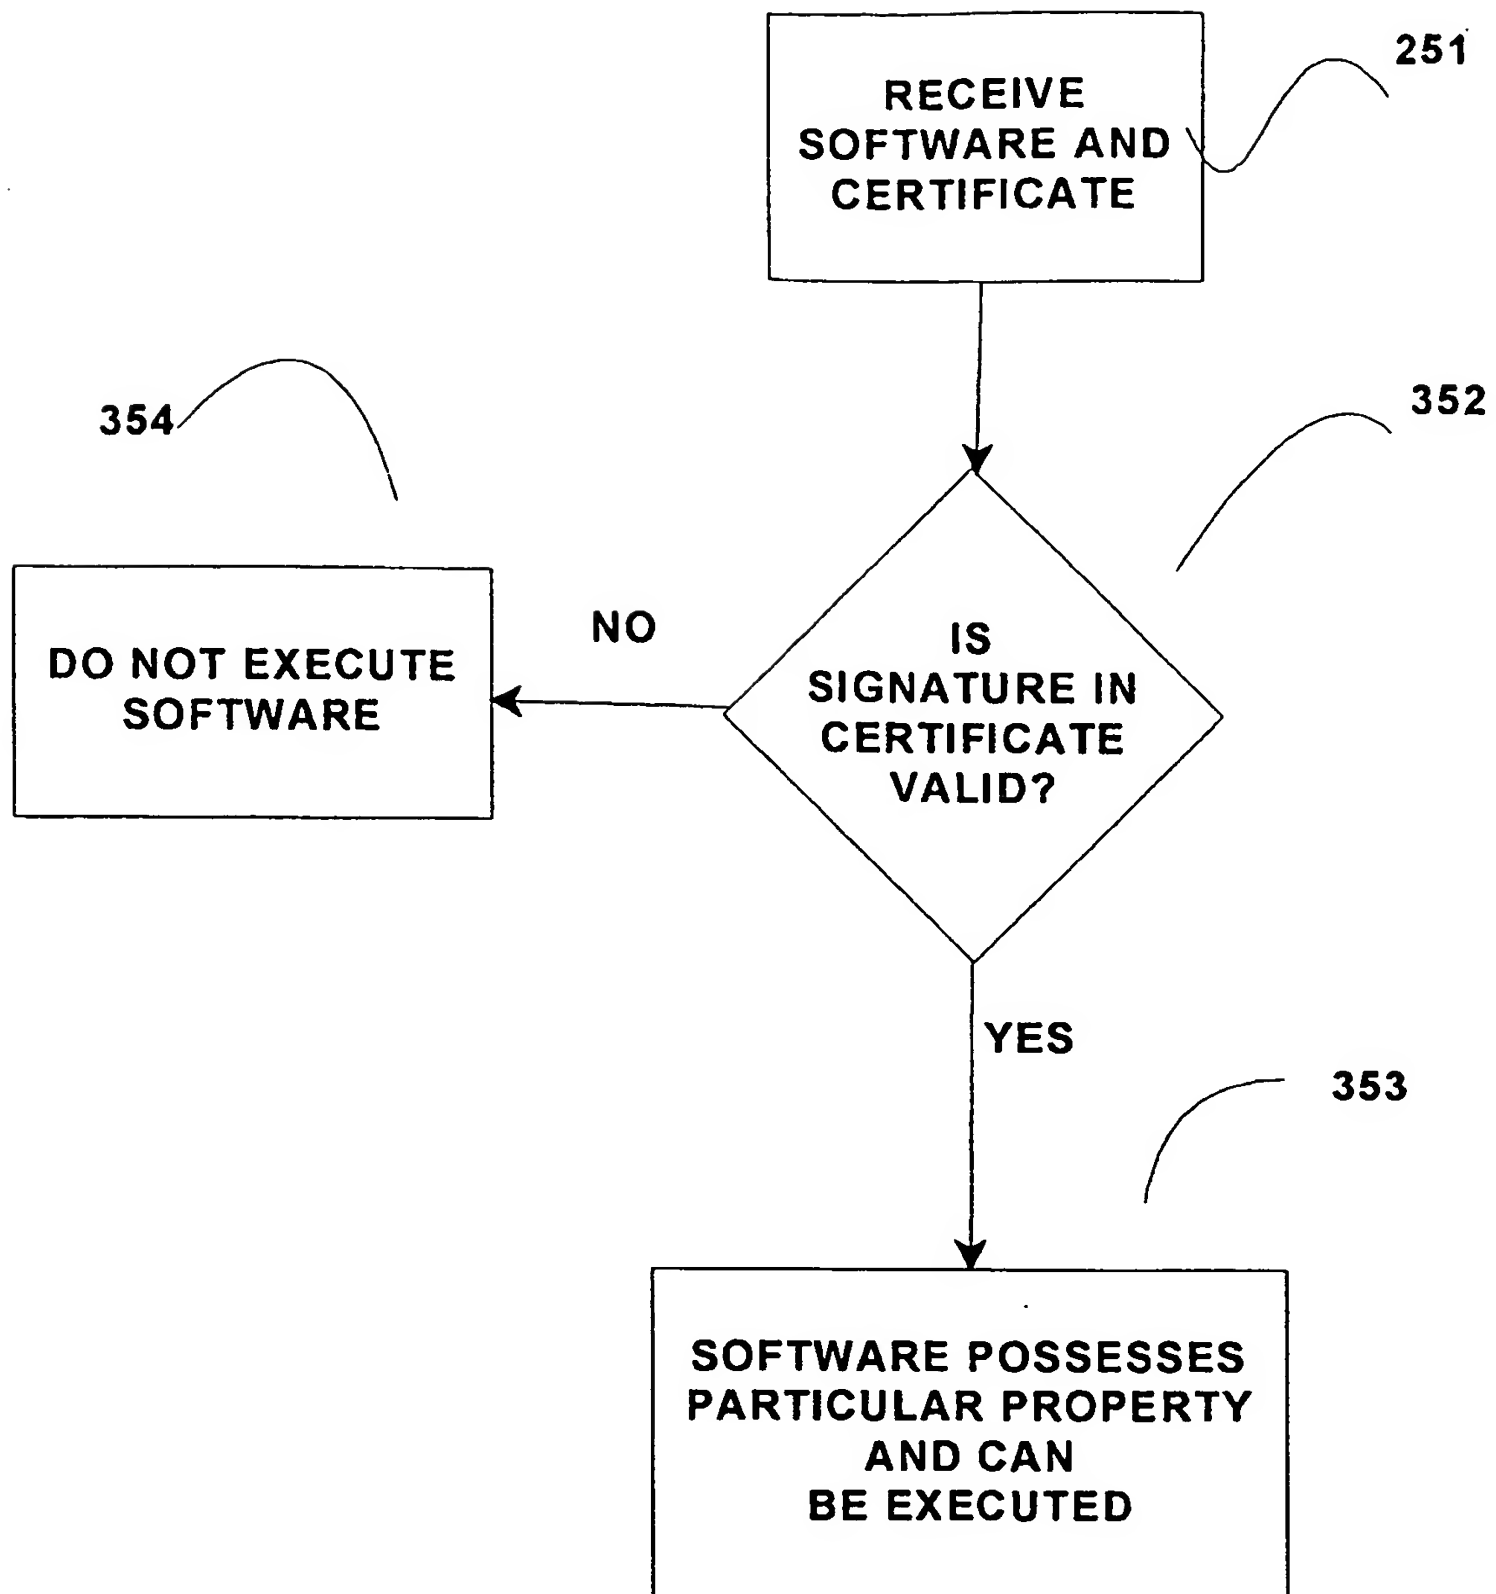 251
RECEIVE
SOFTWARE AND
CERTIFICATE
354
352
NO
IS
SIGNATURE IN
CERTIFICATE
VALID?
DO NOT EXECUTE
SOFTWARE
YES
353
SOFTWARE POSSESSES
PARTICULAR PROPERTY
AND CAN
BE EXECUTED